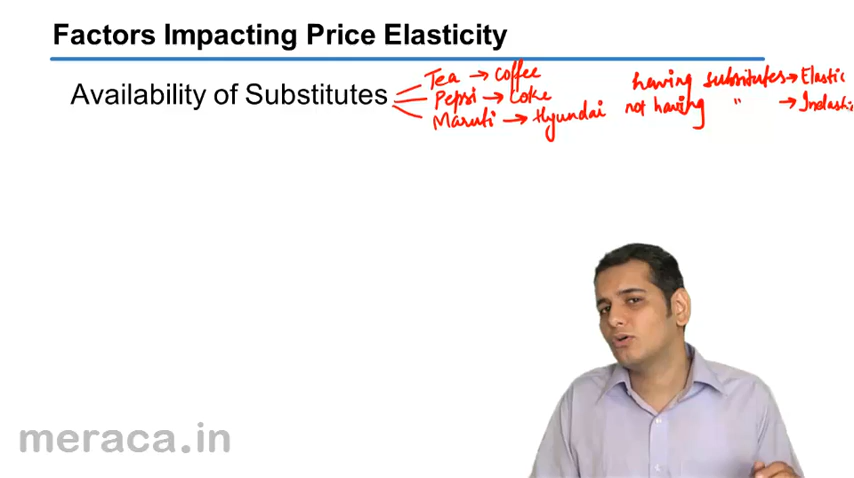 Factors Impacting Price Elasticity
Availability of Substitutes
Tea → Coffee
Pepsi → Coke
Maruti → Hyundai
having substitutes → Elastic
not having " → Inelastic
meraca.in